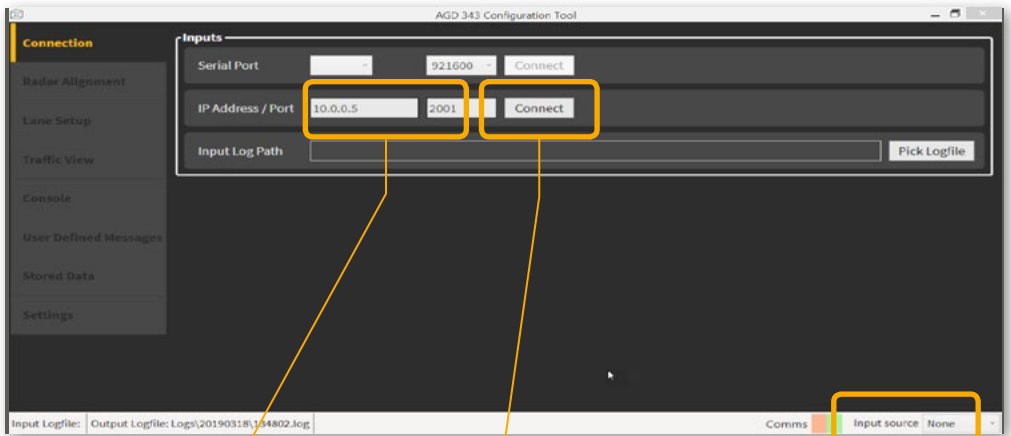 AGD 343 Configuration Tool
Connection
Radar Alignment
Lane Setup
Traffic View
Console
User Defined Messages
Stored Data
Settings
Inputs
Serial Port 921600 Connect
IP Address / Port 10.0.0.5 2001 Connect
Input Log Path Pick Logfile
Input Logfile: Output Logfile: Logs\20190318\134802.log Comms Input source None